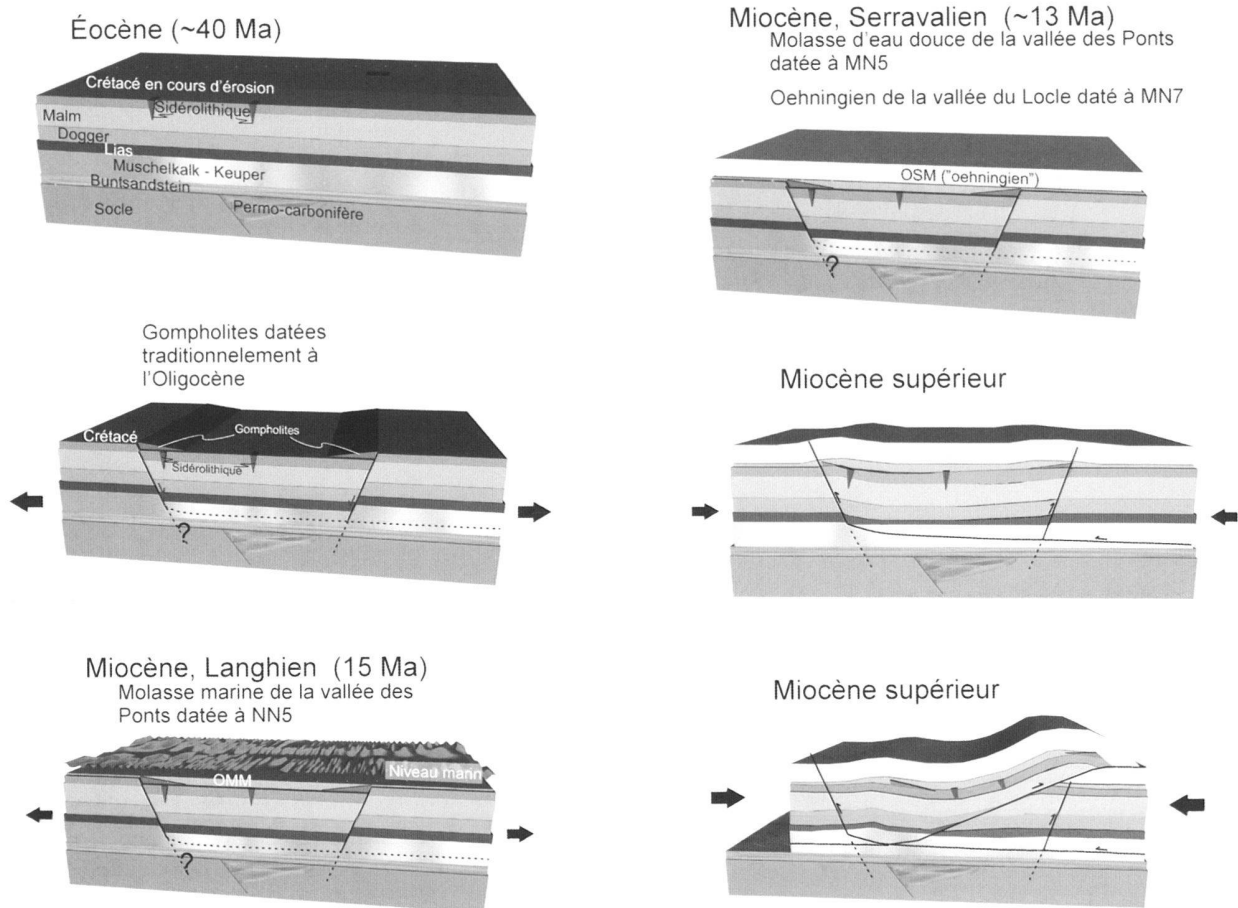 Éocène (~40 Ma)
Crétacé en cours d'érosion
Sidérolithique
Malm
Dogger
Lias
Muschelkalk - Keuper
Buntsandstein
Socle
Permo-carbonifère
Gompholites datées
traditionnelement à
l'Oligocène
Crétacé
Gompholites
Sidérolithique
?
Miocène, Langhien (15 Ma)
Molasse marine de la vallée des
Ponts datée à NN5
OMM
Niveau marin
?
Miocène, Serravalien (~13 Ma)
Molasse d'eau douce de la vallée des Ponts
datée à MN5
Oehningien de la vallée du Locle daté à MN7
OSM ("oehningien")
?
Miocène supérieur
Miocène supérieur